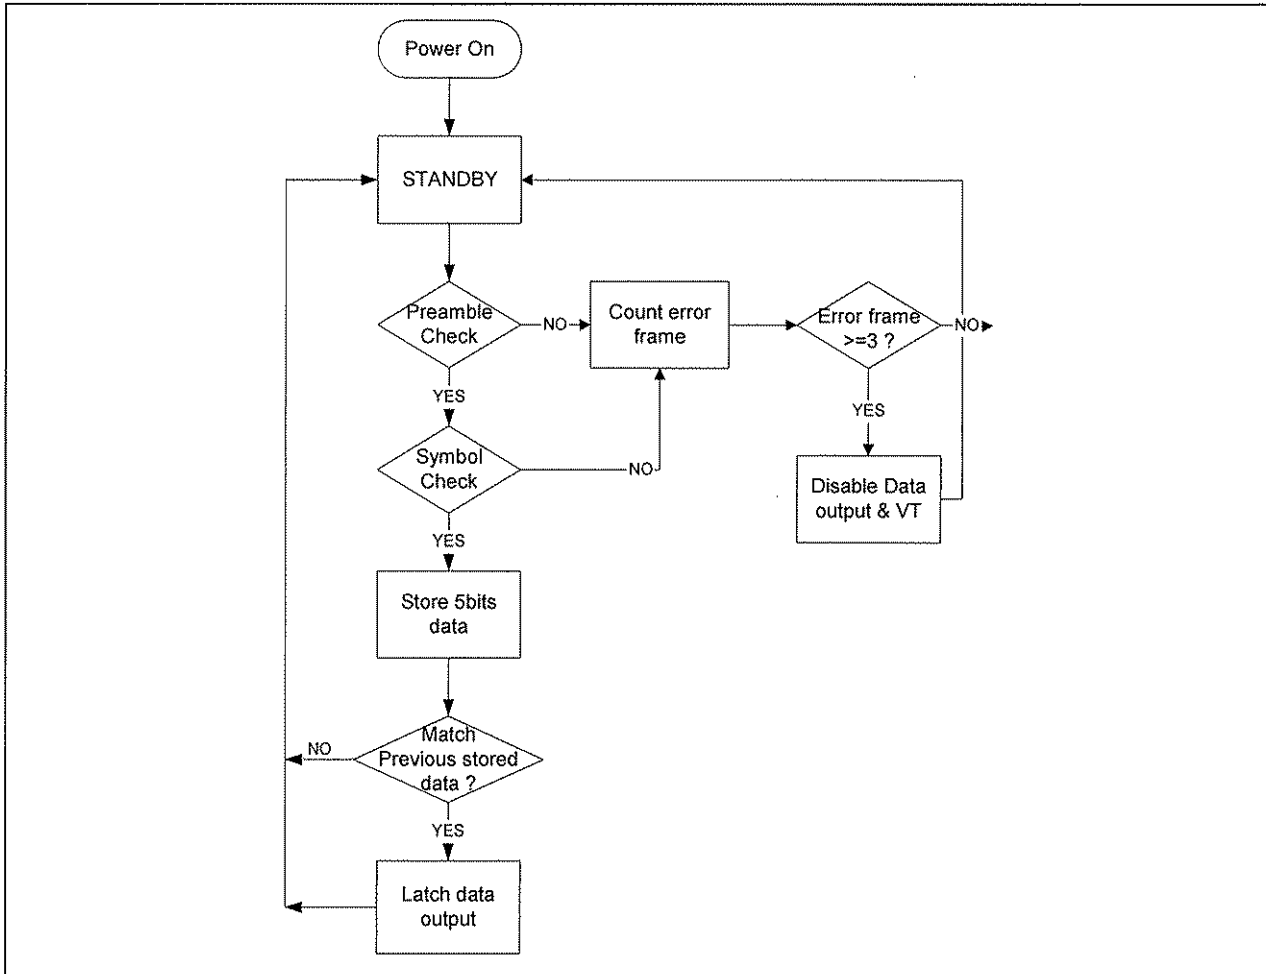 Power On
STANDBY
Preamble
Check
NO
Count error
frame
Error frame
>=3 ?
NO
YES
YES
Symbol
Check
NO
Disable Data
output & VT
YES
Store 5bits
data
Match
Previous stored
data ?
NO
YES
Latch data
output